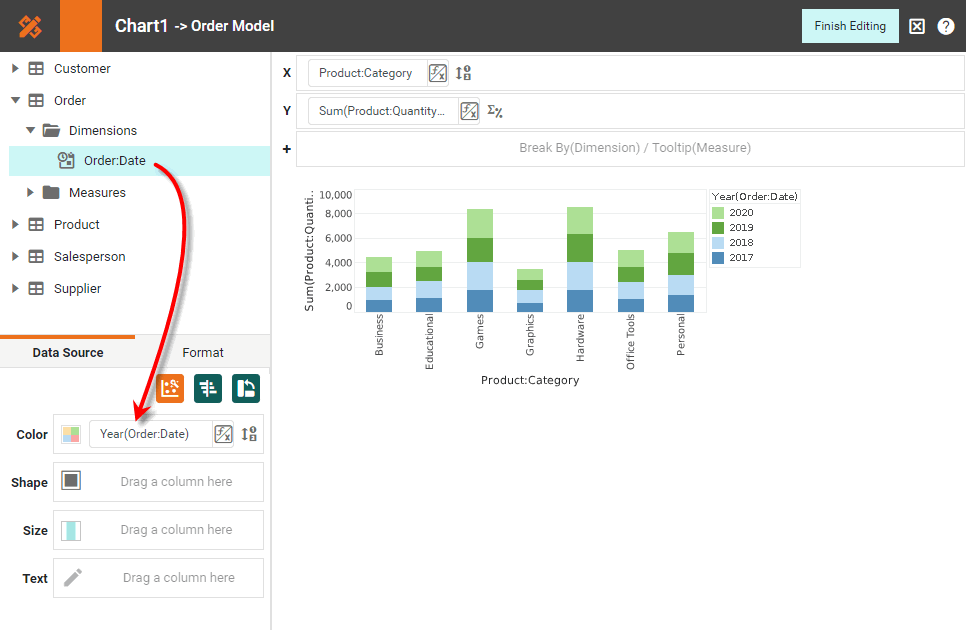 Chart1 -> Order Model
Finish Editing
?
Customer
Order
Dimensions
Order:Date
Measures
Product
Salesperson
Supplier
Data Source
Format
Color
Year(Order:Date)
Shape
Drag a column here
Size
Drag a column here
Text
Drag a column here
X
Product:Category
Y
Sum(Product:Quantity...
+
Break By(Dimension) / Tooltip(Measure)
Sum(Product:Quanti..
10,000
8,000
6,000
4,000
2,000
0
Business
Educational
Games
Graphics
Hardware
Office Tools
Personal
Product:Category
Year(Order:Date)
2020
2019
2018
2017